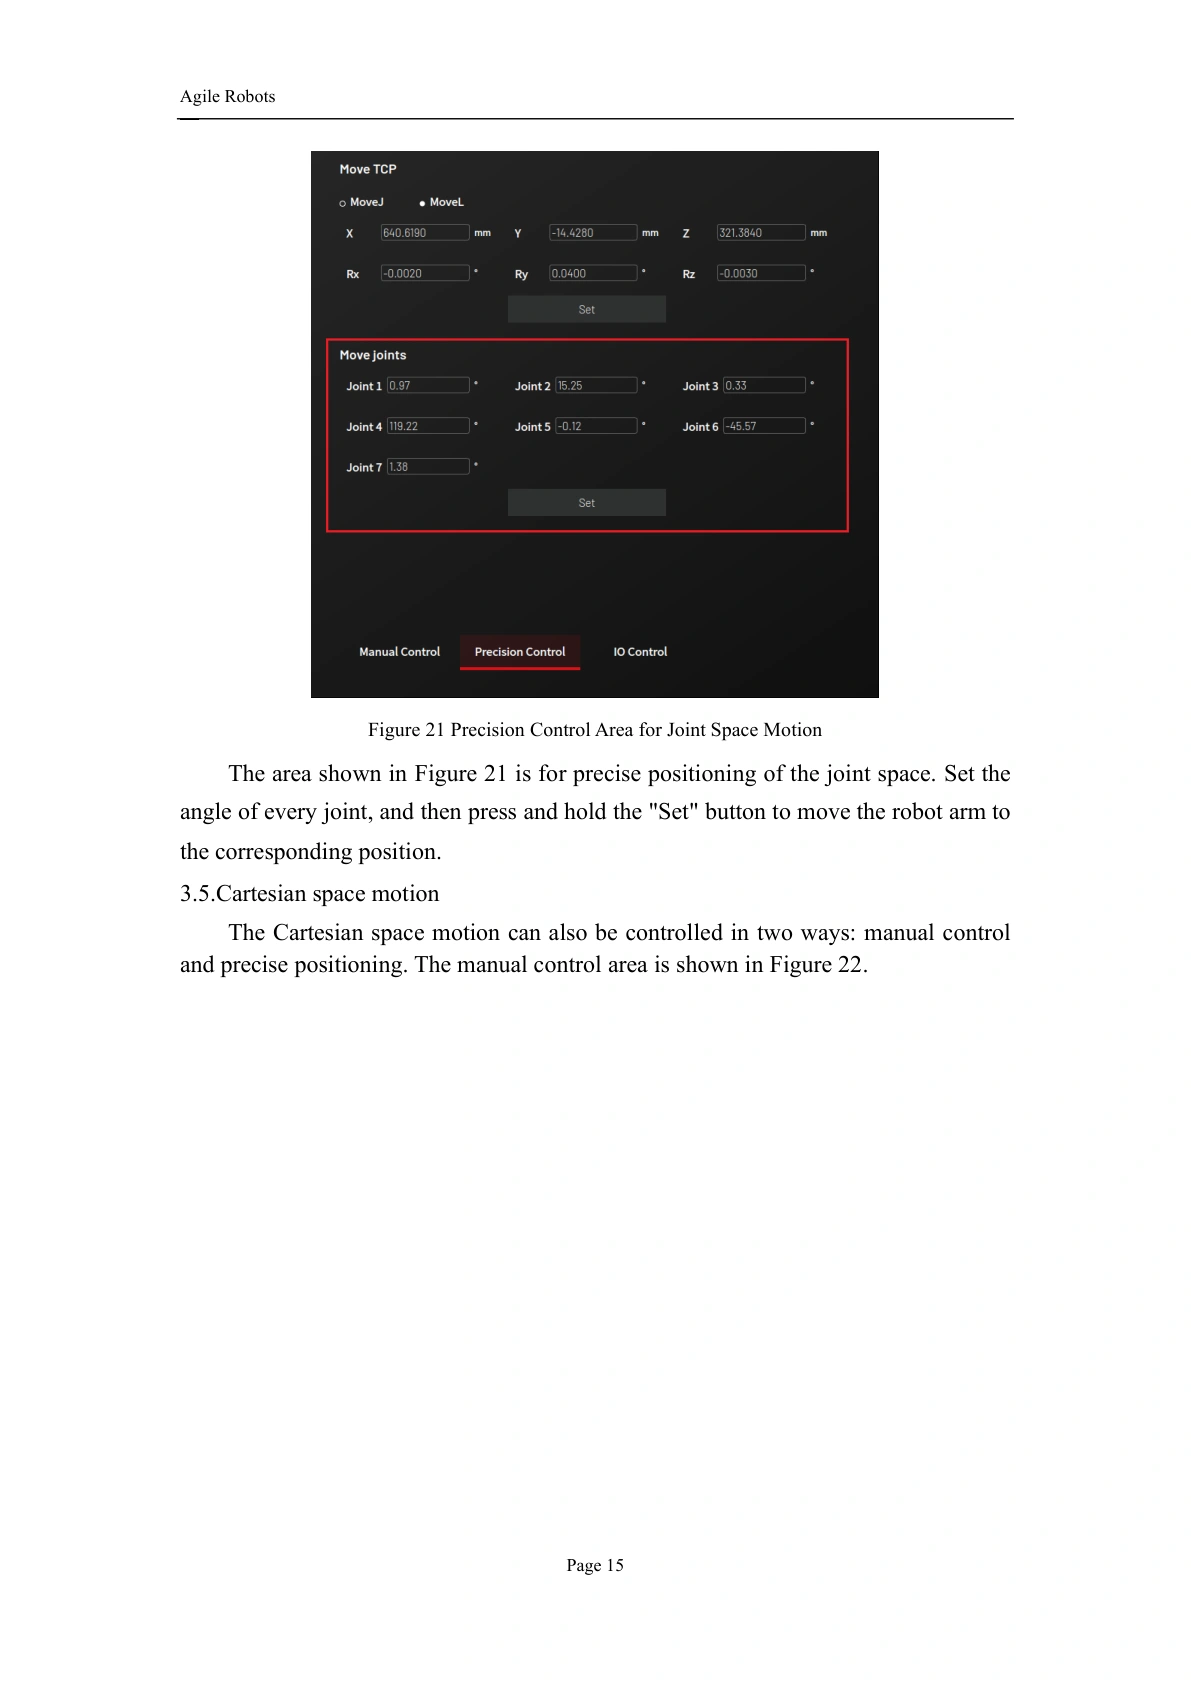 Agile Robots
Move TCP
MoveJ MoveL
X 640.6190 mm Y -14.4280 mm Z 321.3840 mm
Rx -0.0020 ° Ry 0.0400 ° Rz -0.0030 °
Set
Move joints
Joint 1 0.97 ° Joint 2 15.25 ° Joint 3 0.33 °
Joint 4 119.22 ° Joint 5 -0.12 ° Joint 6 -45.57 °
Joint 7 1.38 °
Set
Manual Control Precision Control IO Control
Figure 21 Precision Control Area for Joint Space Motion
The area shown in Figure 21 is for precise positioning of the joint space. Set the
angle of every joint, and then press and hold the "Set" button to move the robot arm to
the corresponding position.
3.5.Cartesian space motion
The Cartesian space motion can also be controlled in two ways: manual control
and precise positioning. The manual control area is shown in Figure 22.
Page 15